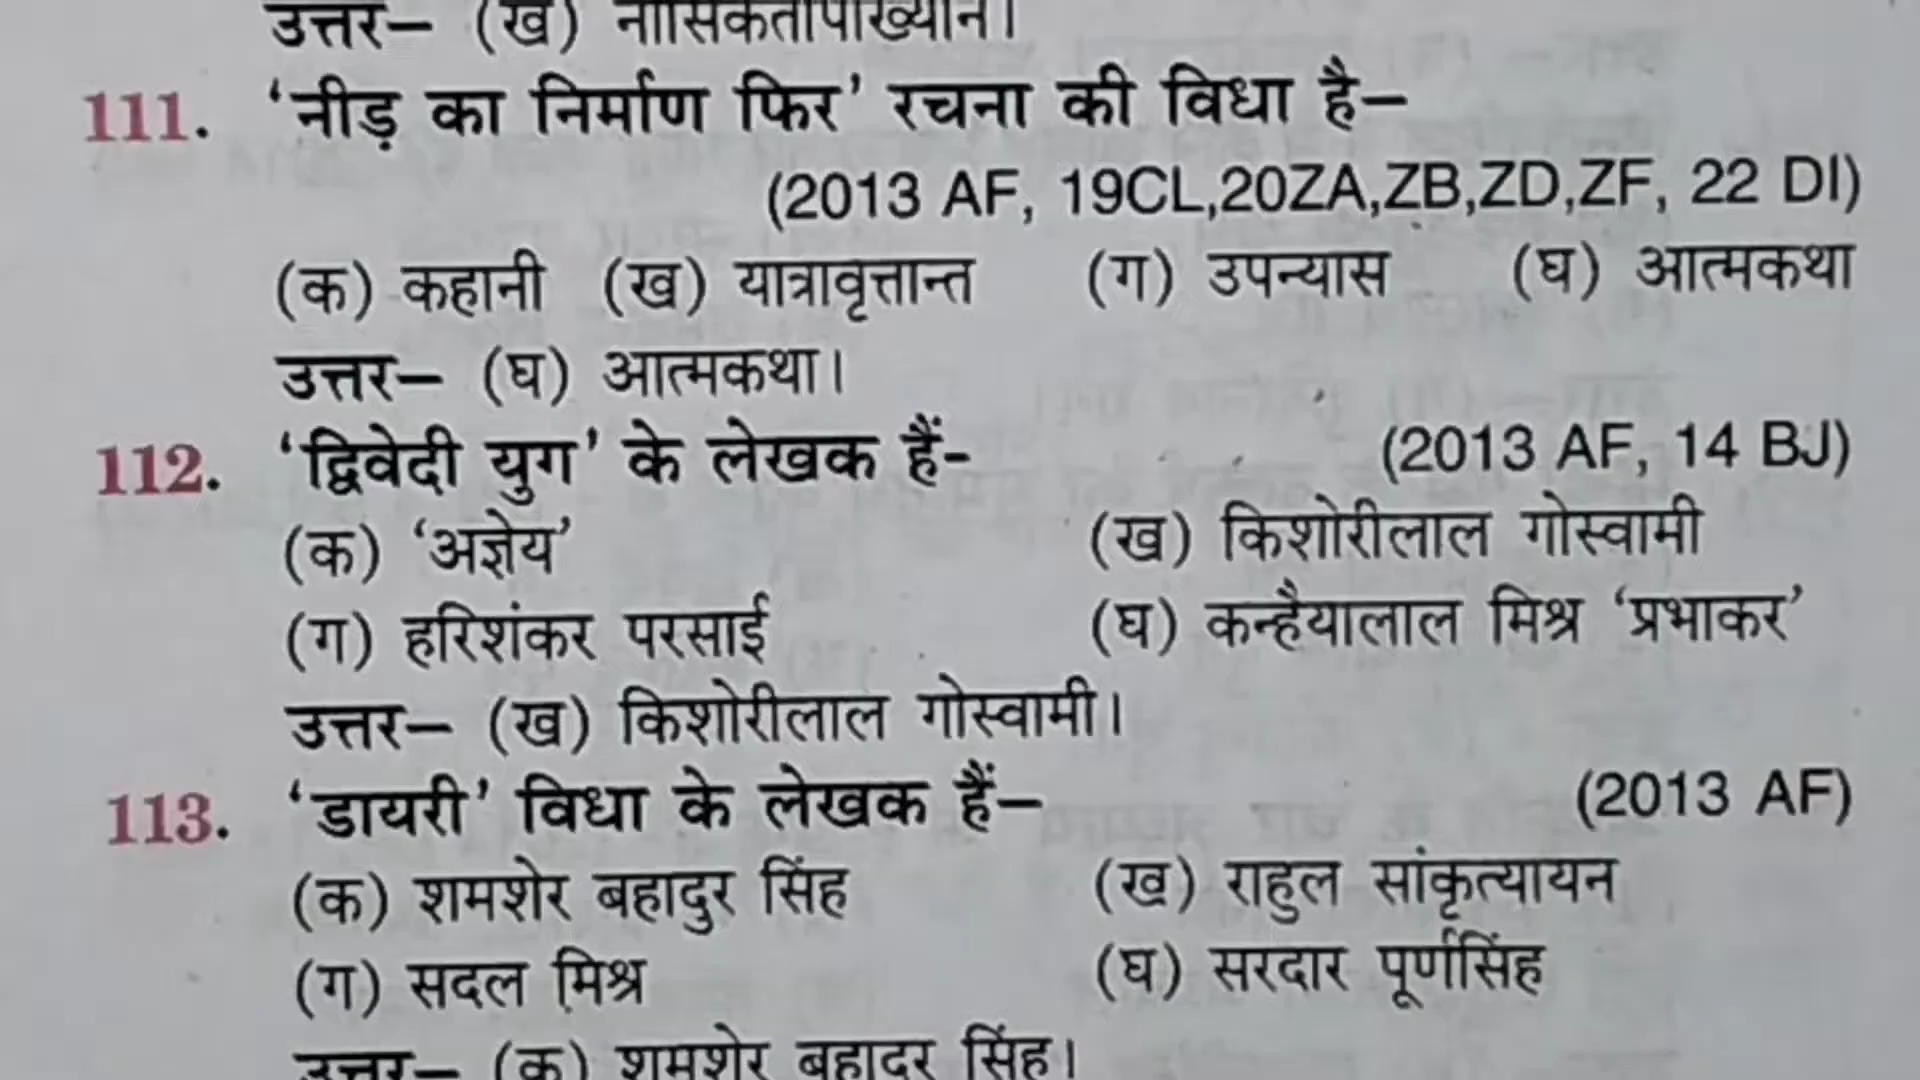 उत्तर– (ख) नासिकेतोपाख्यान।
111. ‘नीड़ का निर्माण फिर’ रचना की विधा है–
(2013 AF, 19CL,20ZA,ZB,ZD,ZF, 22 DI)
(क) कहानी (ख) यात्रावृत्तान्त (ग) उपन्यास (घ) आत्मकथा
उत्तर– (घ) आत्मकथा।
112. ‘द्विवेदी युग’ के लेखक हैं- (2013 AF, 14 BJ)
(क) ‘अज्ञेय’ (ख) किशोरीलाल गोस्वामी
(ग) हरिशंकर परसाई (घ) कन्हैयालाल मिश्र ‘प्रभाकर’
उत्तर– (ख) किशोरीलाल गोस्वामी।
113. ‘डायरी’ विधा के लेखक हैं– (2013 AF)
(क) शमशेर बहादुर सिंह (ख) राहुल सांकृत्यायन
(ग) सदल मिश्र (घ) सरदार पूर्णसिंह
उत्तर– (क) शमशेर बहादुर सिंह।